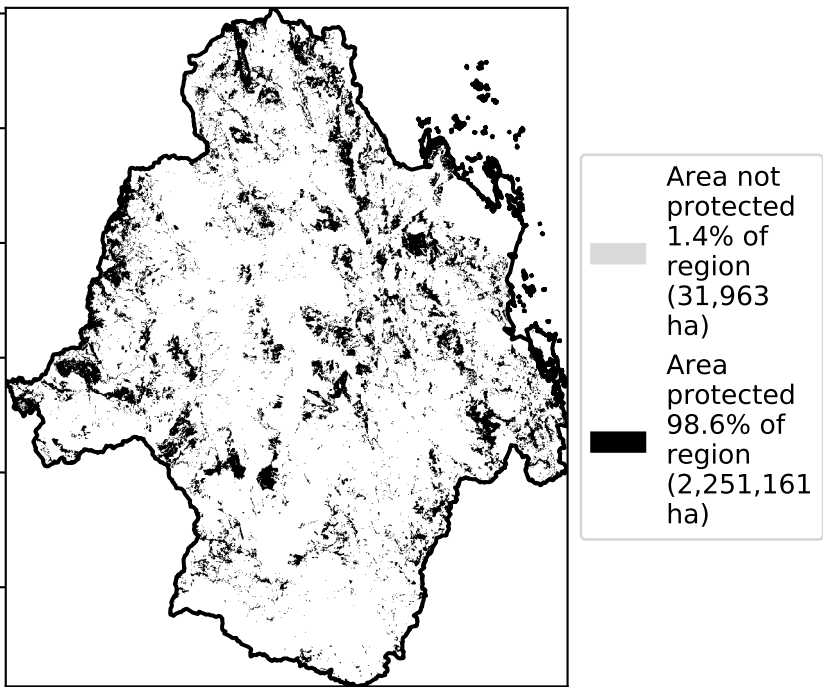 Area not
protected
1.4% of
region
(31,963
ha)
Area
protected
98.6% of
region
(2,251,161
ha)